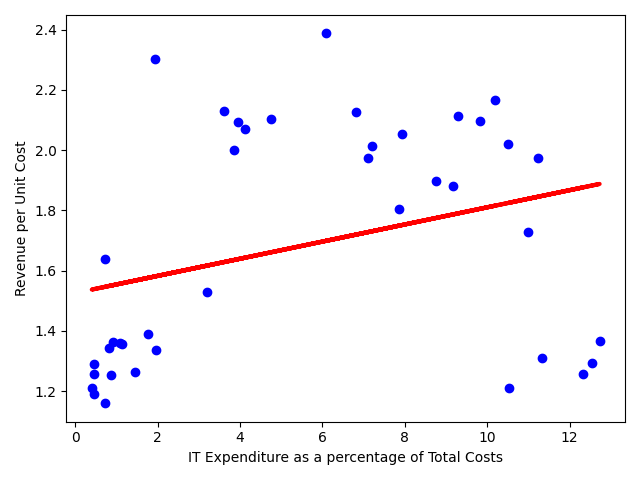 2.4
2.2
2.0
1.8
1.6
1.4
1.2
Revenue per Unit Cost
0 2 4 6 8 10 12
IT Expenditure as a percentage of Total Costs